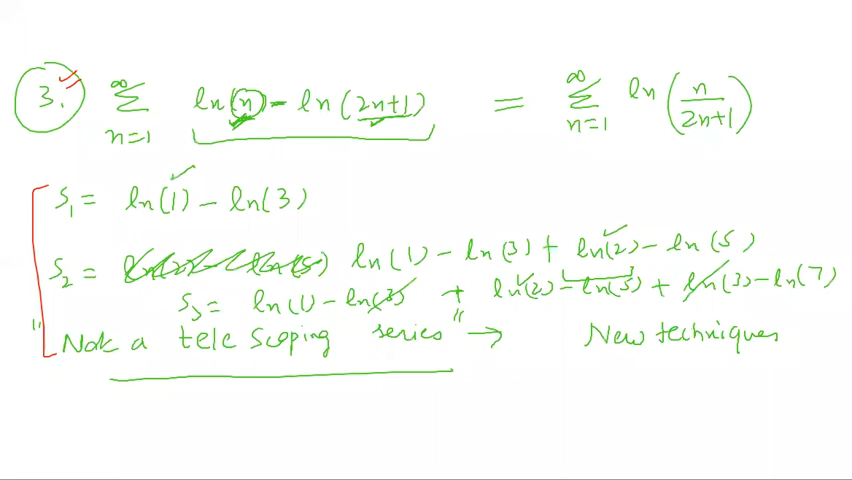 3. ∞∑n=1 ln(n) - ln(2n+1) = ∞∑n=1 ln(n/2n+1)
S₁ = ln(1) - ln(3)
S₂ = ln(1) - ln(3) + ln(2) - ln(5)
S₃ = ln(1) - ln(3) + ln(2) - ln(5) + ln(3) - ln(7)
"Not a telescoping series" → New techniques